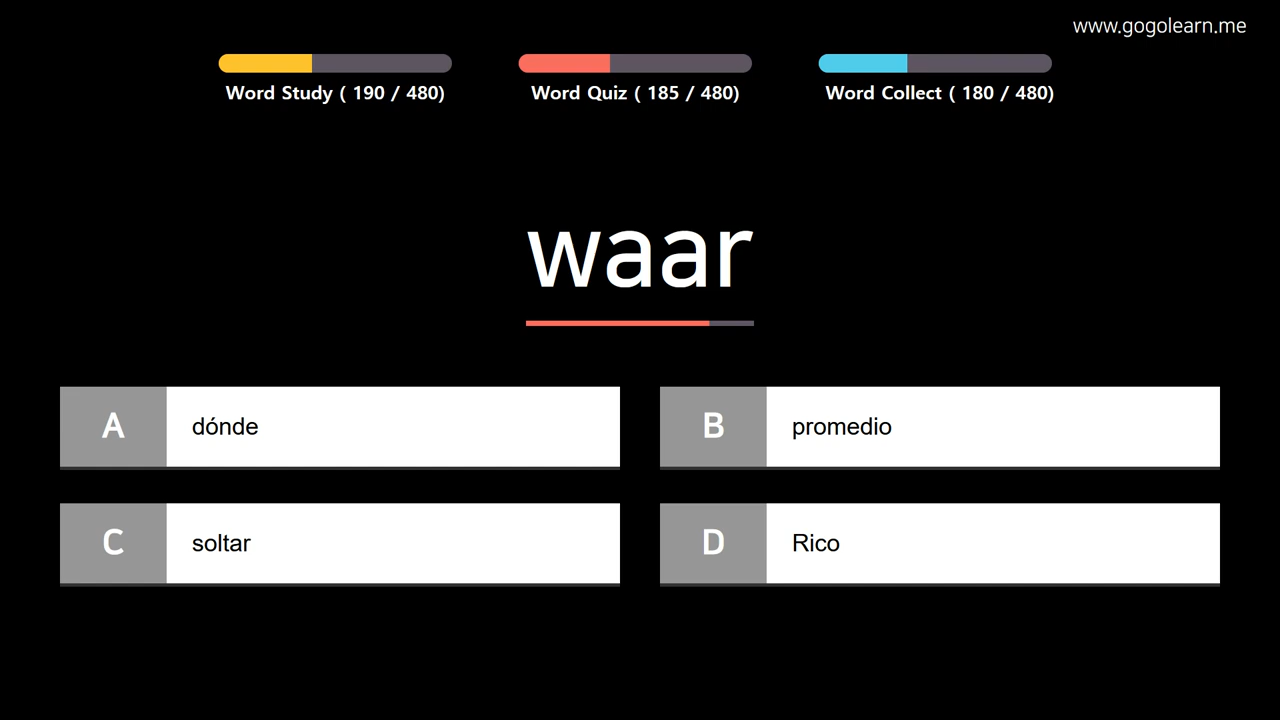 www.gogolearn.me
Word Study ( 190 / 480)
Word Quiz ( 185 / 480)
Word Collect ( 180 / 480)
waar
A dónde
B promedio
C soltar
D Rico